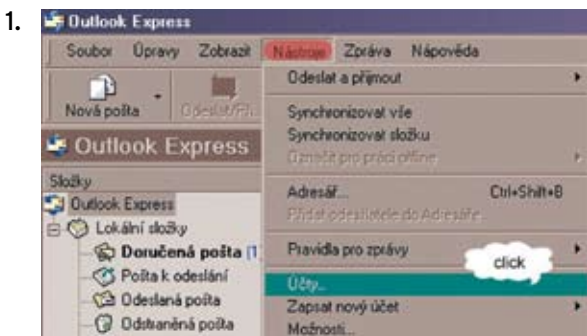 1.
Outlook Express
Soubor Úpravy Zobrazit Nástroje Zpráva Nápověda
Nová pošta Odeslat/Př
Outlook Express
Složky
Outlook Express
Lokální složky
Doručená pošta (1
Pošta k odeslání
Odeslaná pošta
Odstraněná pošta
Odeslat a přijmout
Synchronizovat vše
Synchronizovat složku
Označit pro práci offline
Adresář... Ctrl+Shift+B
Přidat odesílatele do Adresáře
Pravidla pro zprávy
click
Účty...
Zapsat nový účet
Možnosti...